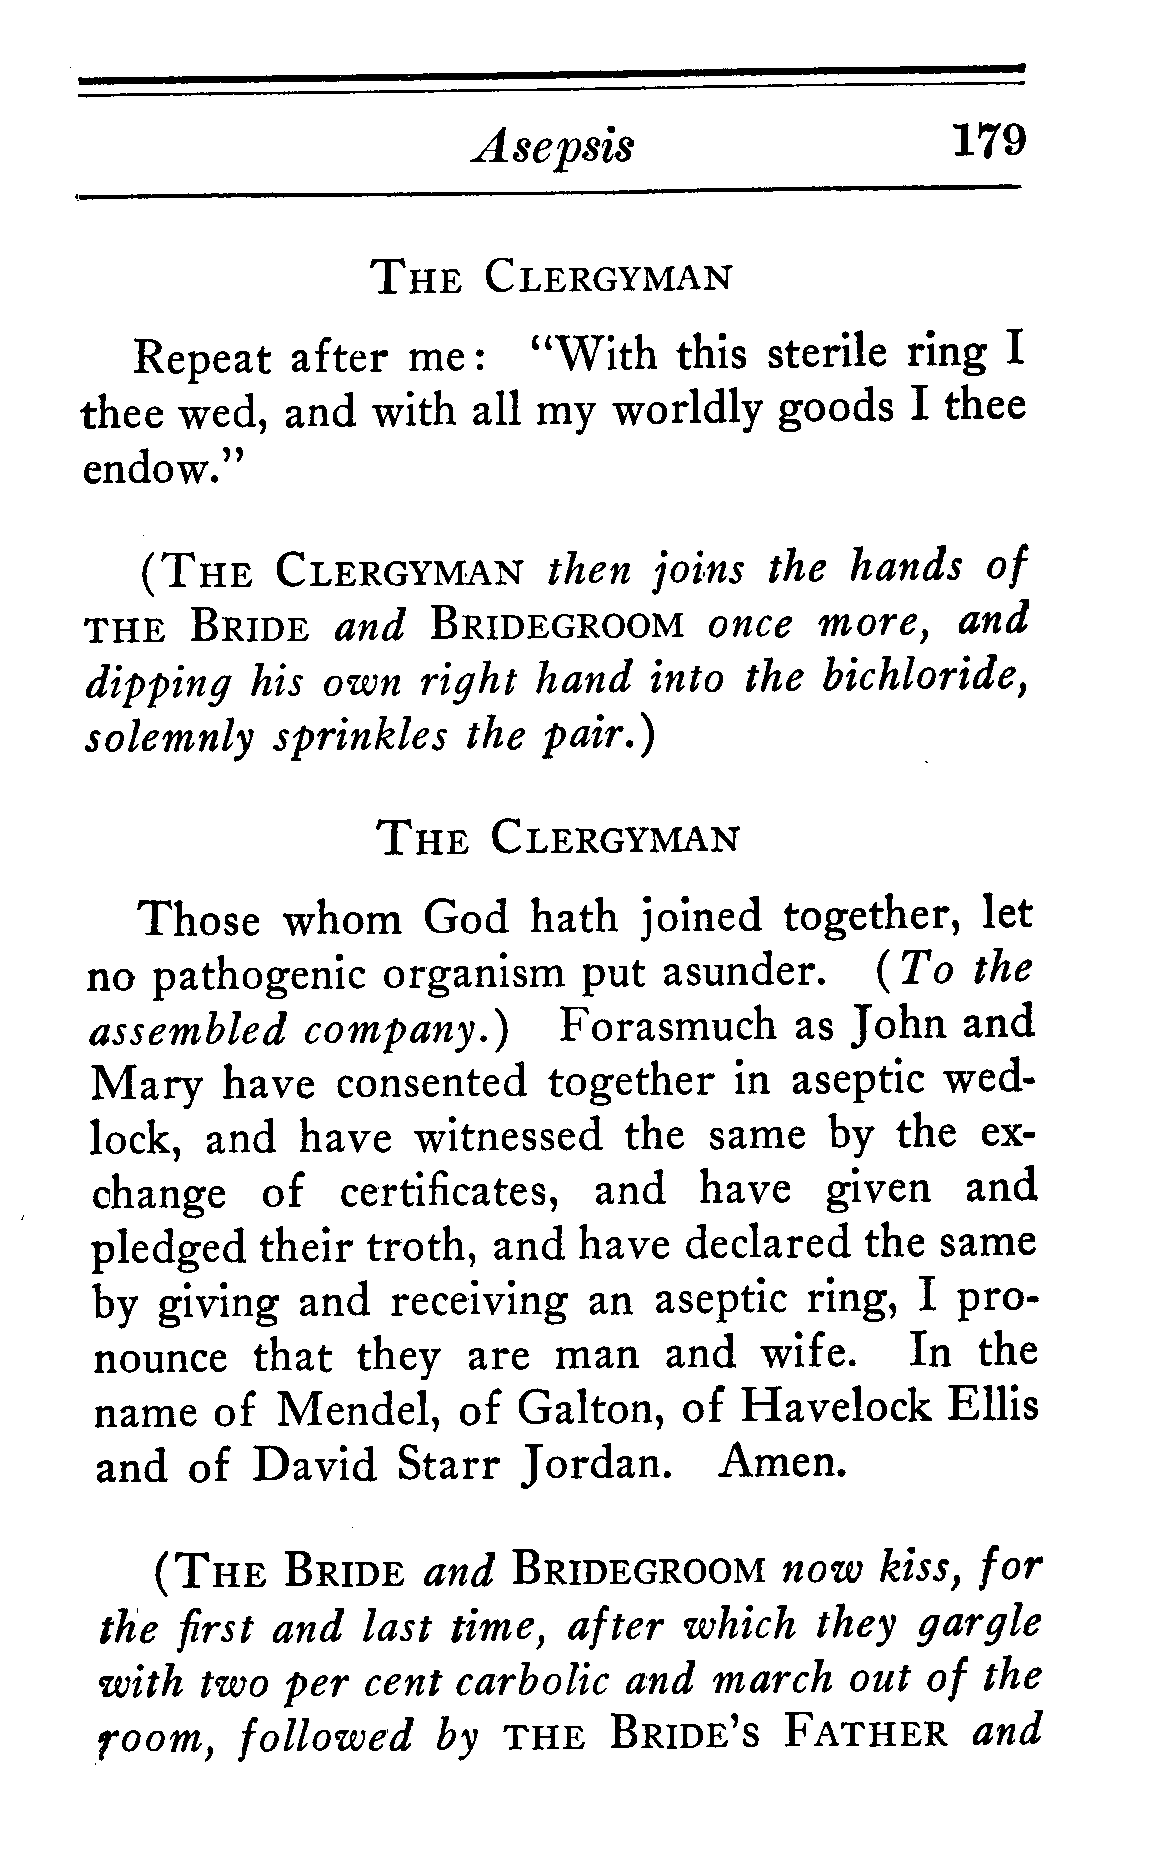 Asepsis 179
THE CLERGYMAN
Repeat after me: "With this sterile ring I
thee wed, and with all my worldly goods I thee
endow."
(THE CLERGYMAN then joins the hands of
THE BRIDE and BRIDEGROOM once more, and
dipping his own right hand into the bichloride,
solemnly sprinkles the pair.)
THE CLERGYMAN
Those whom God hath joined together, let
no pathogenic organism put asunder. (To the
assembled company.) Forasmuch as John and
Mary have consented together in aseptic wed-
lock, and have witnessed the same by the ex-
change of certificates, and have given and
pledged their troth, and have declared the same
by giving and receiving an aseptic ring, I pro-
nounce that they are man and wife. In the
name of Mendel, of Galton, of Havelock Ellis
and of David Starr Jordan. Amen.
(THE BRIDE and BRIDEGROOM now kiss, for
the first and last time, after which they gargle
with two per cent carbolic and march out of the
room, followed by THE BRIDE'S FATHER and